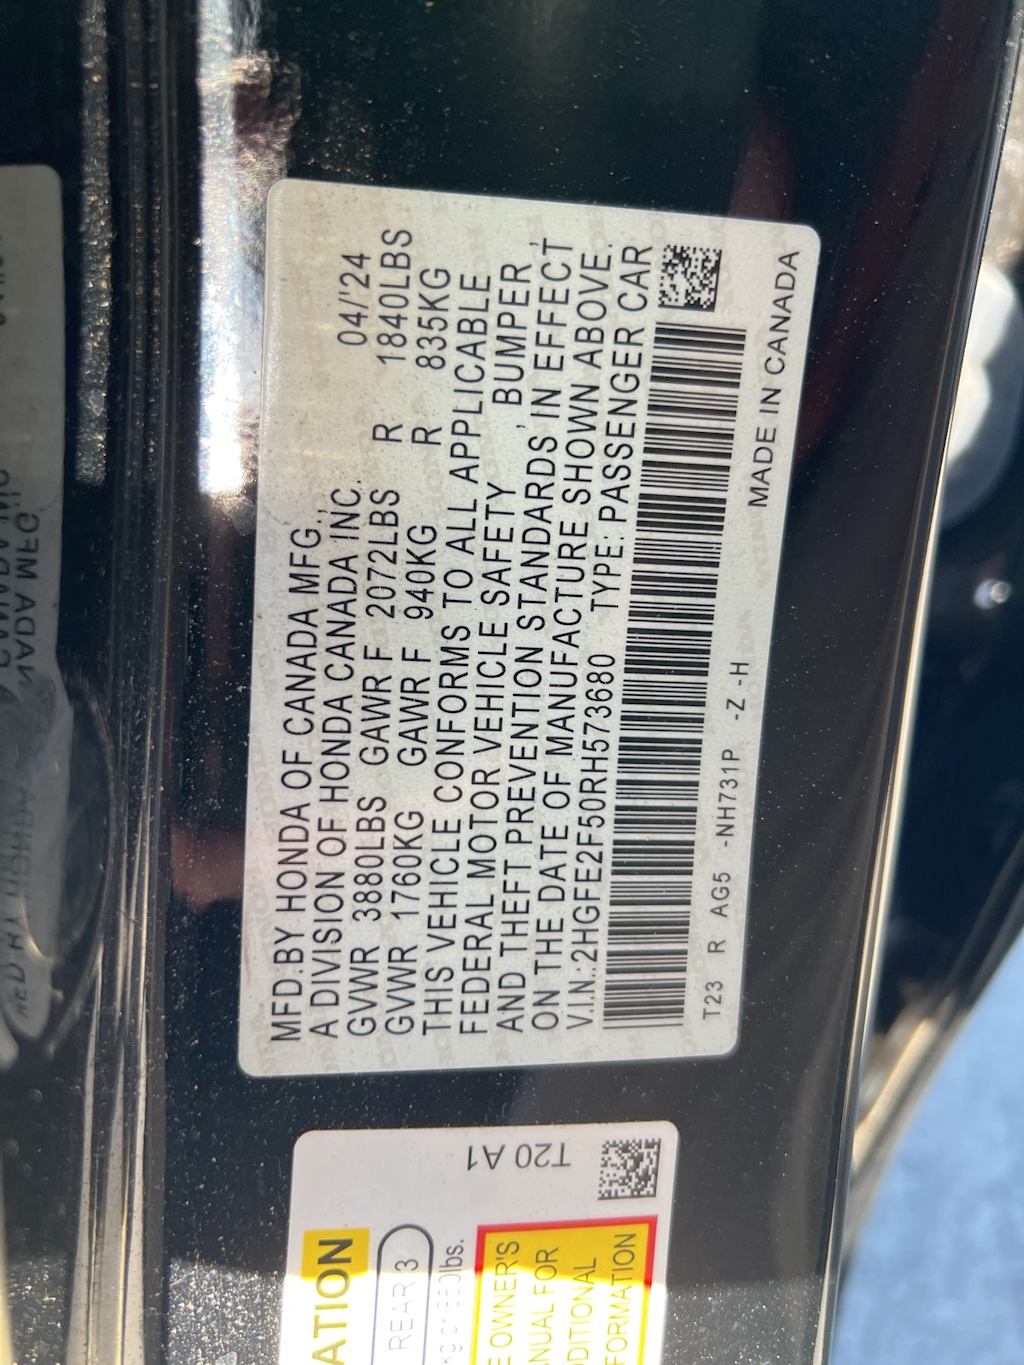 MFD.BY HONDA OF CANADA MFG.,
A DIVISION OF HONDA CANADA INC. 04/'24
GVWR 3880LBS GAWR F 2072LBS R 1840LBS
GVWR 1760KG GAWR F 940KG R 835KG
THIS VEHICLE CONFORMS TO ALL APPLICABLE
FEDERAL MOTOR VEHICLE SAFETY , BUMPER ,
AND THEFT PREVENTION STANDARDS IN EFFECT
ON THE DATE OF MANUFACTURE SHOWN ABOVE.
V.I.N.:2HGFE2F50RH573680 TYPE: PASSENGER CAR
T23 R AG5 -NH731P -Z -H MADE IN CANADA
T20 A1
ATION
REAR 3
lbs.
OWNER'S
FOR
INFORMATION